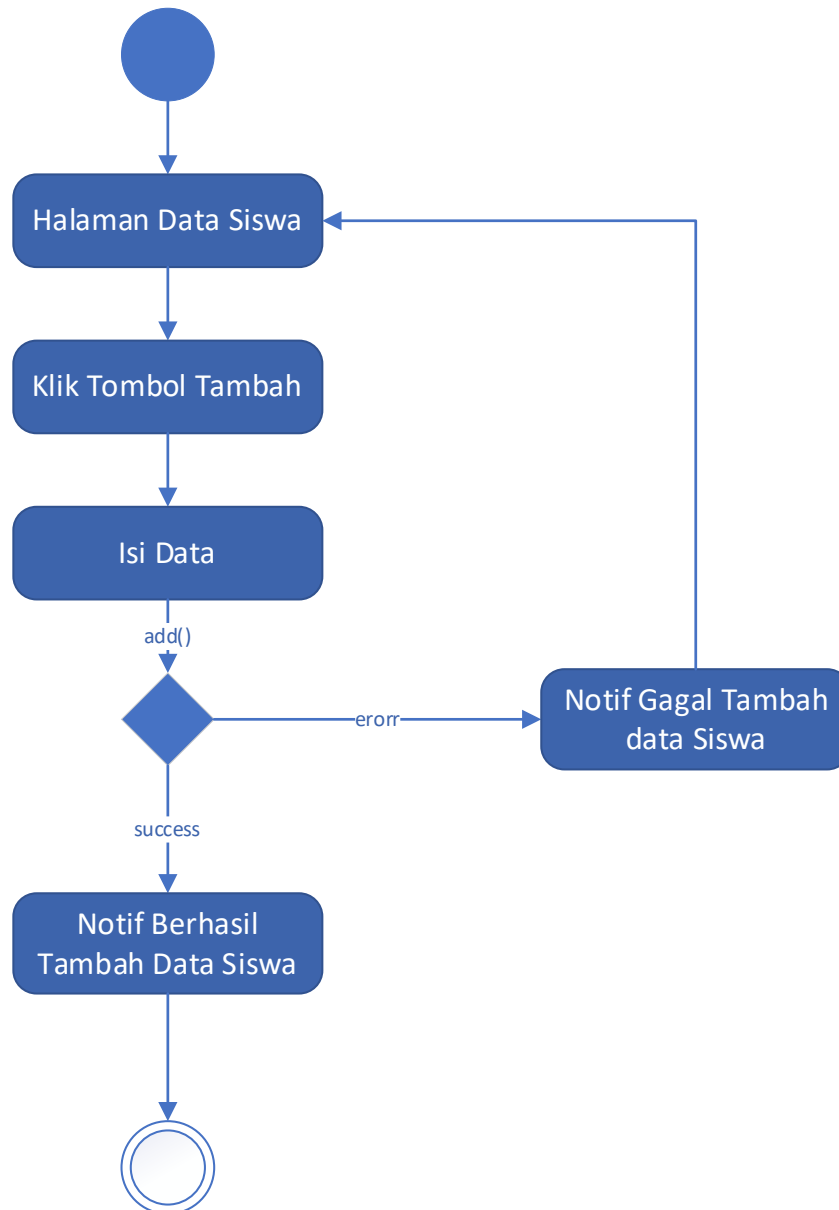 Halaman Data Siswa
Klik Tombol Tambah
Isi Data
add()
erorr
Notif Gagal Tambah
data Siswa
success
Notif Berhasil
Tambah Data Siswa